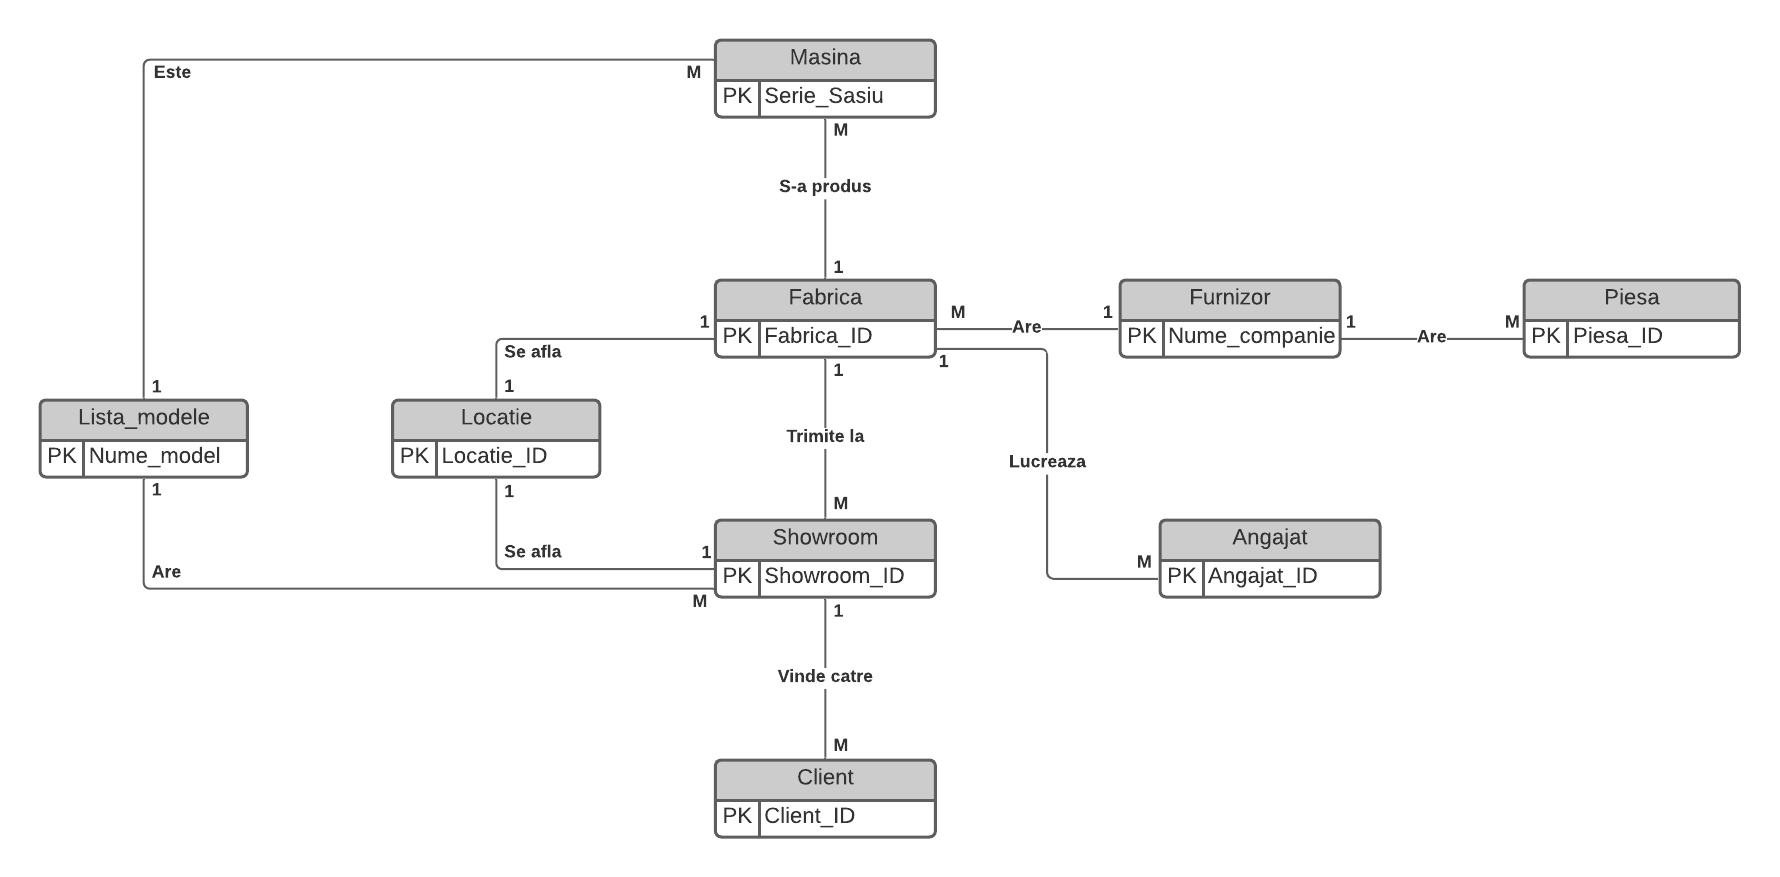 Masina
PK Serie_Sasiu
Este
M
M
S-a produs
1
Fabrica
PK Fabrica_ID
M
Are
1
Furnizor
PK Nume_companie
1
Are
M
Piesa
PK Piesa_ID
1
Se afla
1
1
1
1
Lista_modele
PK Nume_model
Locatie
PK Locatie_ID
Trimite la
Lucreaza
1
1
M
Showroom
PK Showroom_ID
Se afla
1
Are
M
M
Angajat
PK Angajat_ID
1
Vinde catre
M
Client
PK Client_ID